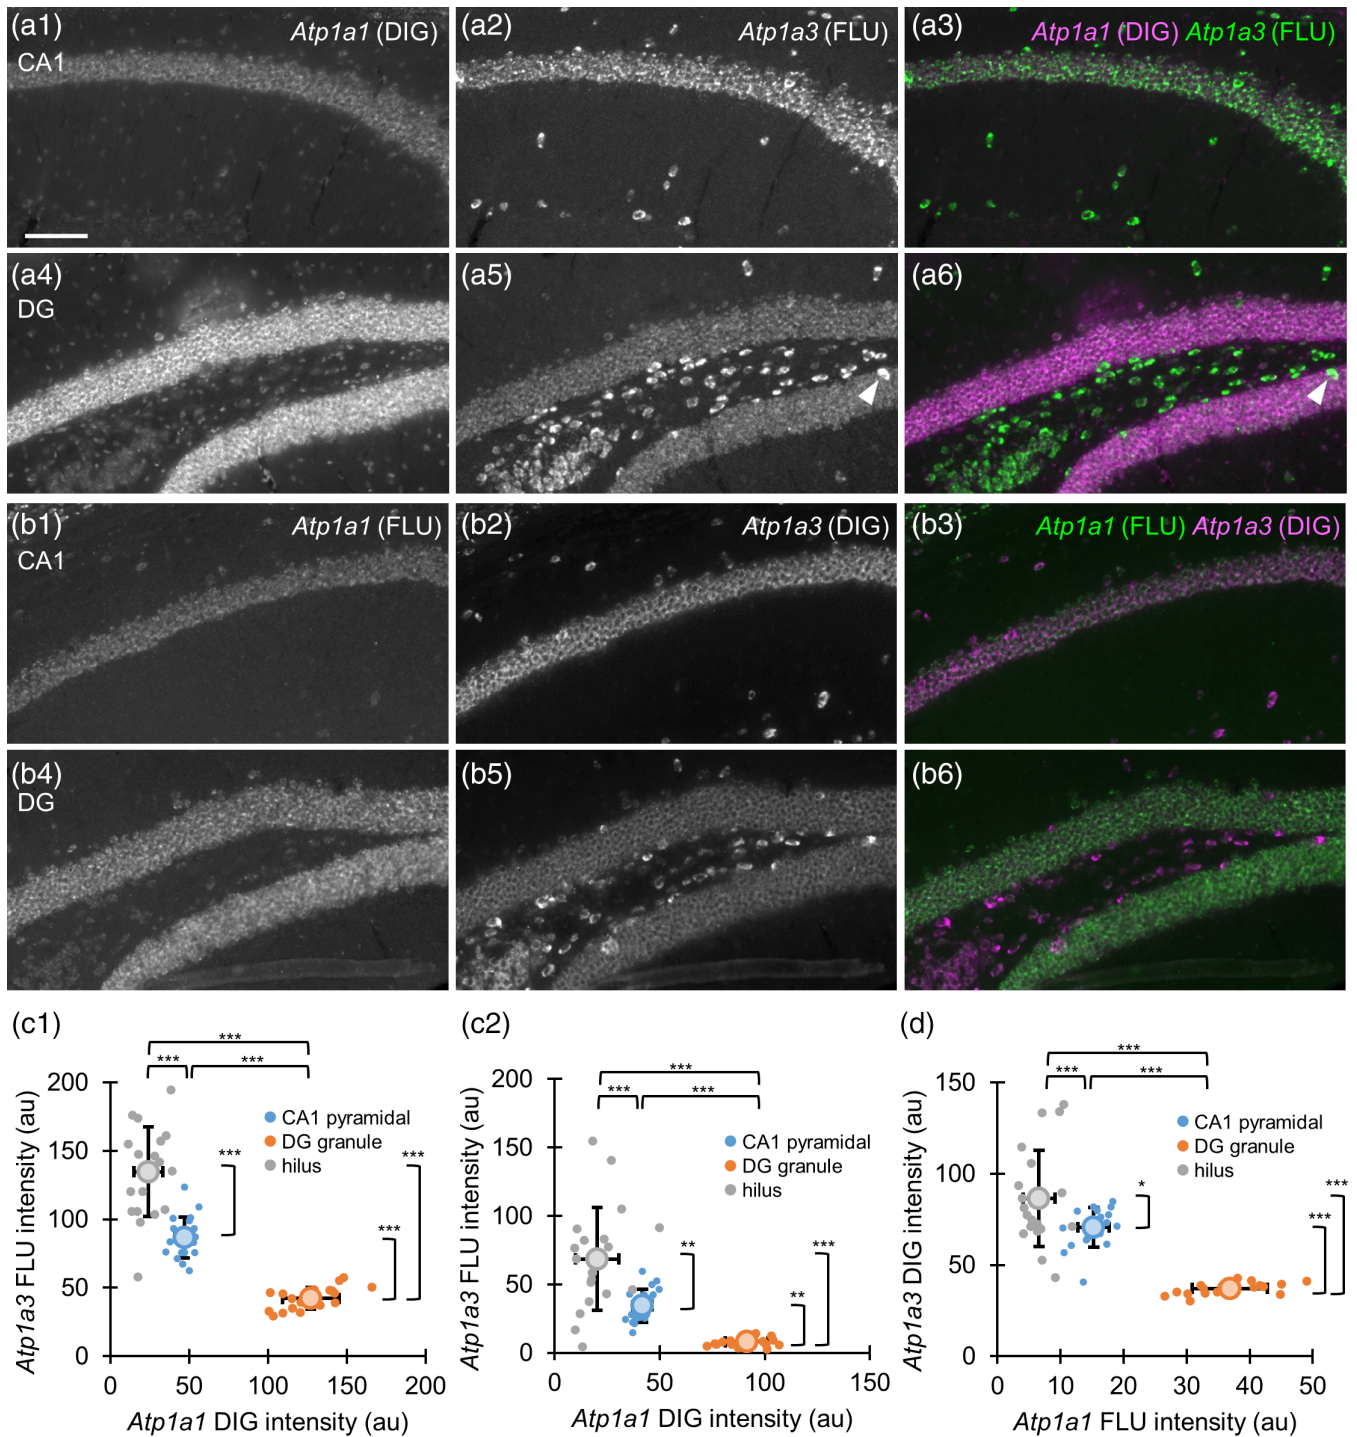 (a1) Atp1a1 (DIG)
CA1
(a2) Atp1a3 (FLU)
(a3) Atp1a1 (DIG) Atp1a3 (FLU)
(a4)
DG
(a5)
(a6)
(b1) Atp1a1 (FLU)
CA1
(b2) Atp1a3 (DIG)
(b3) Atp1a1 (FLU) Atp1a3 (DIG)
(b4)
DG
(b5)
(b6)
(c1)
***
*** ***
Atp1a3 FLU intensity (au)
200
150
100
50
0
CA1 pyramidal
DG granule
hilus
***
***
***
0 50 100 150 200
Atp1a1 DIG intensity (au)
(c2)
***
*** ***
Atp1a3 FLU intensity (au)
200
150
100
50
0
CA1 pyramidal
DG granule
hilus
**
**
***
0 50 100 150
Atp1a1 DIG intensity (au)
(d)
***
*** ***
Atp1a3 DIG intensity (au)
150
100
50
0
CA1 pyramidal
DG granule
hilus
*
***
***
0 10 20 30 40 50
Atp1a1 FLU intensity (au)